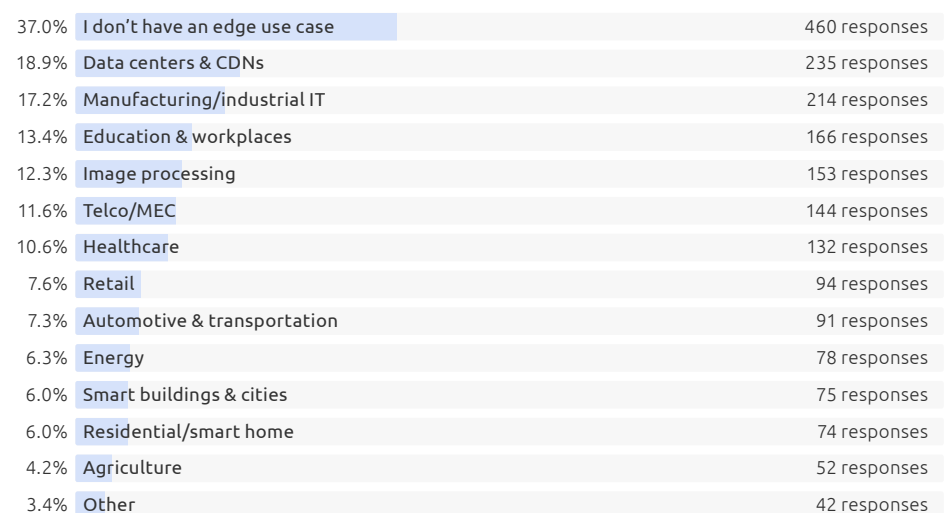 37.0% I don’t have an edge use case 460 responses
18.9% Data centers & CDNs 235 responses
17.2% Manufacturing/industrial IT 214 responses
13.4% Education & workplaces 166 responses
12.3% Image processing 153 responses
11.6% Telco/MEC 144 responses
10.6% Healthcare 132 responses
7.6% Retail 94 responses
7.3% Automotive & transportation 91 responses
6.3% Energy 78 responses
6.0% Smart buildings & cities 75 responses
6.0% Residential/smart home 74 responses
4.2% Agriculture 52 responses
3.4% Other 42 responses